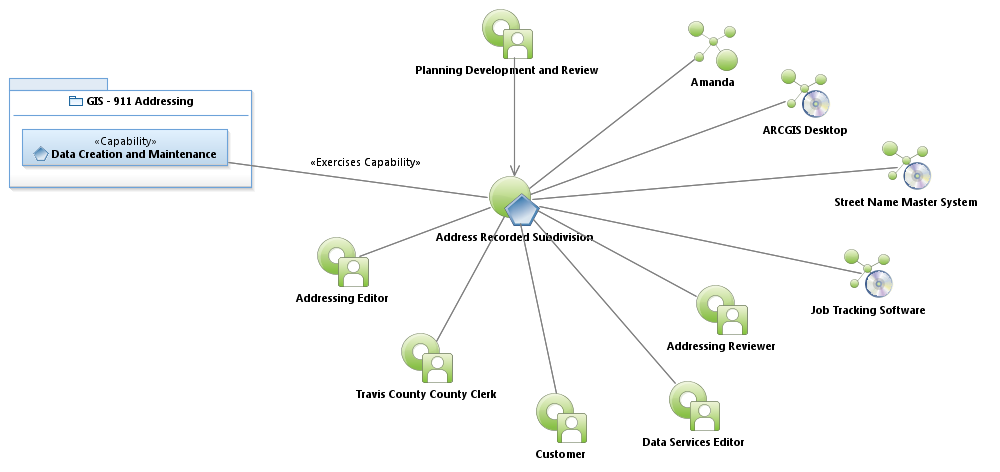 Planning Development and Review
Amanda
GIS - 911 Addressing
ARCGIS Desktop
«Capability»
Data Creation and Maintenance
«Exercises Capability»
Street Name Master System
Address Recorded Subdivision
Addressing Editor
Job Tracking Software
Addressing Reviewer
Travis County County Clerk
Data Services Editor
Customer